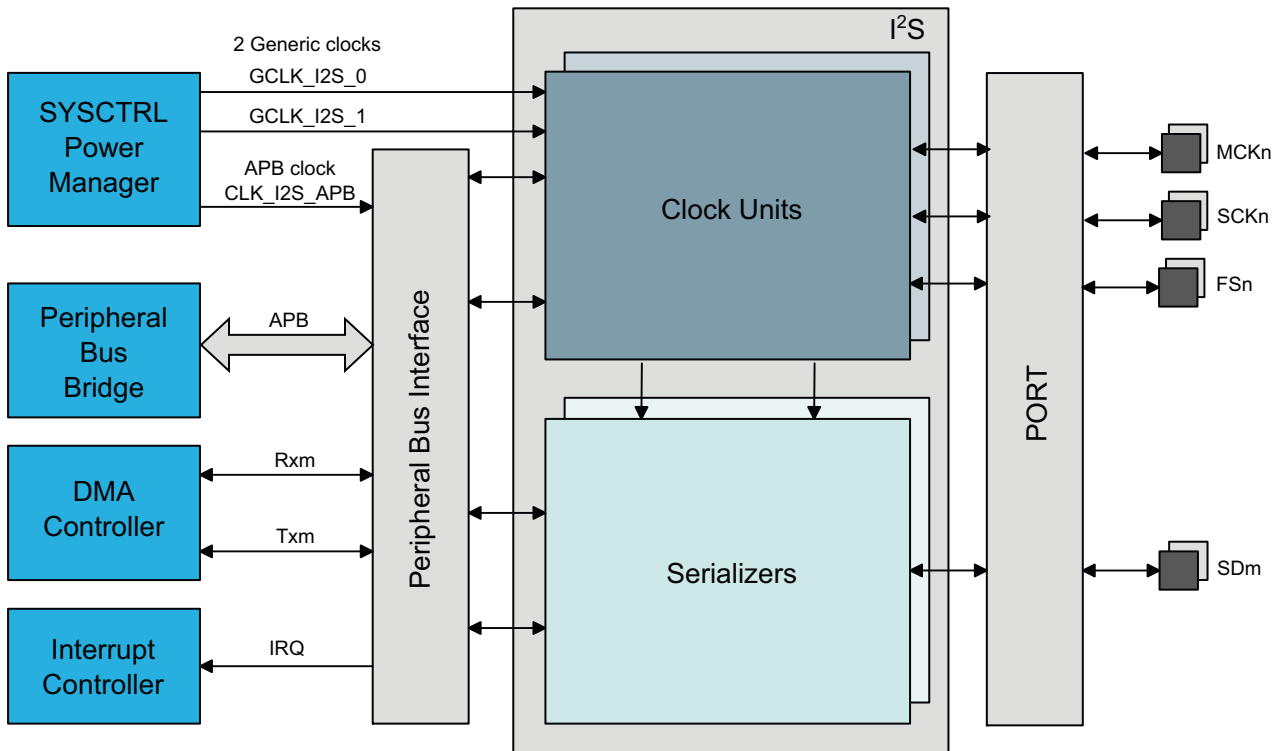 I²S
2 Generic clocks
GCLK_I2S_0
GCLK_I2S_1
SYSCTRL
Power
Manager
APB clock
CLK_I2S_APB
Peripheral
Bus
Bridge
APB
DMA
Controller
Rxm
Txm
Interrupt
Controller
IRQ
Peripheral Bus Interface
Clock Units
Serializers
PORT
MCKn
SCKn
FSn
SDm